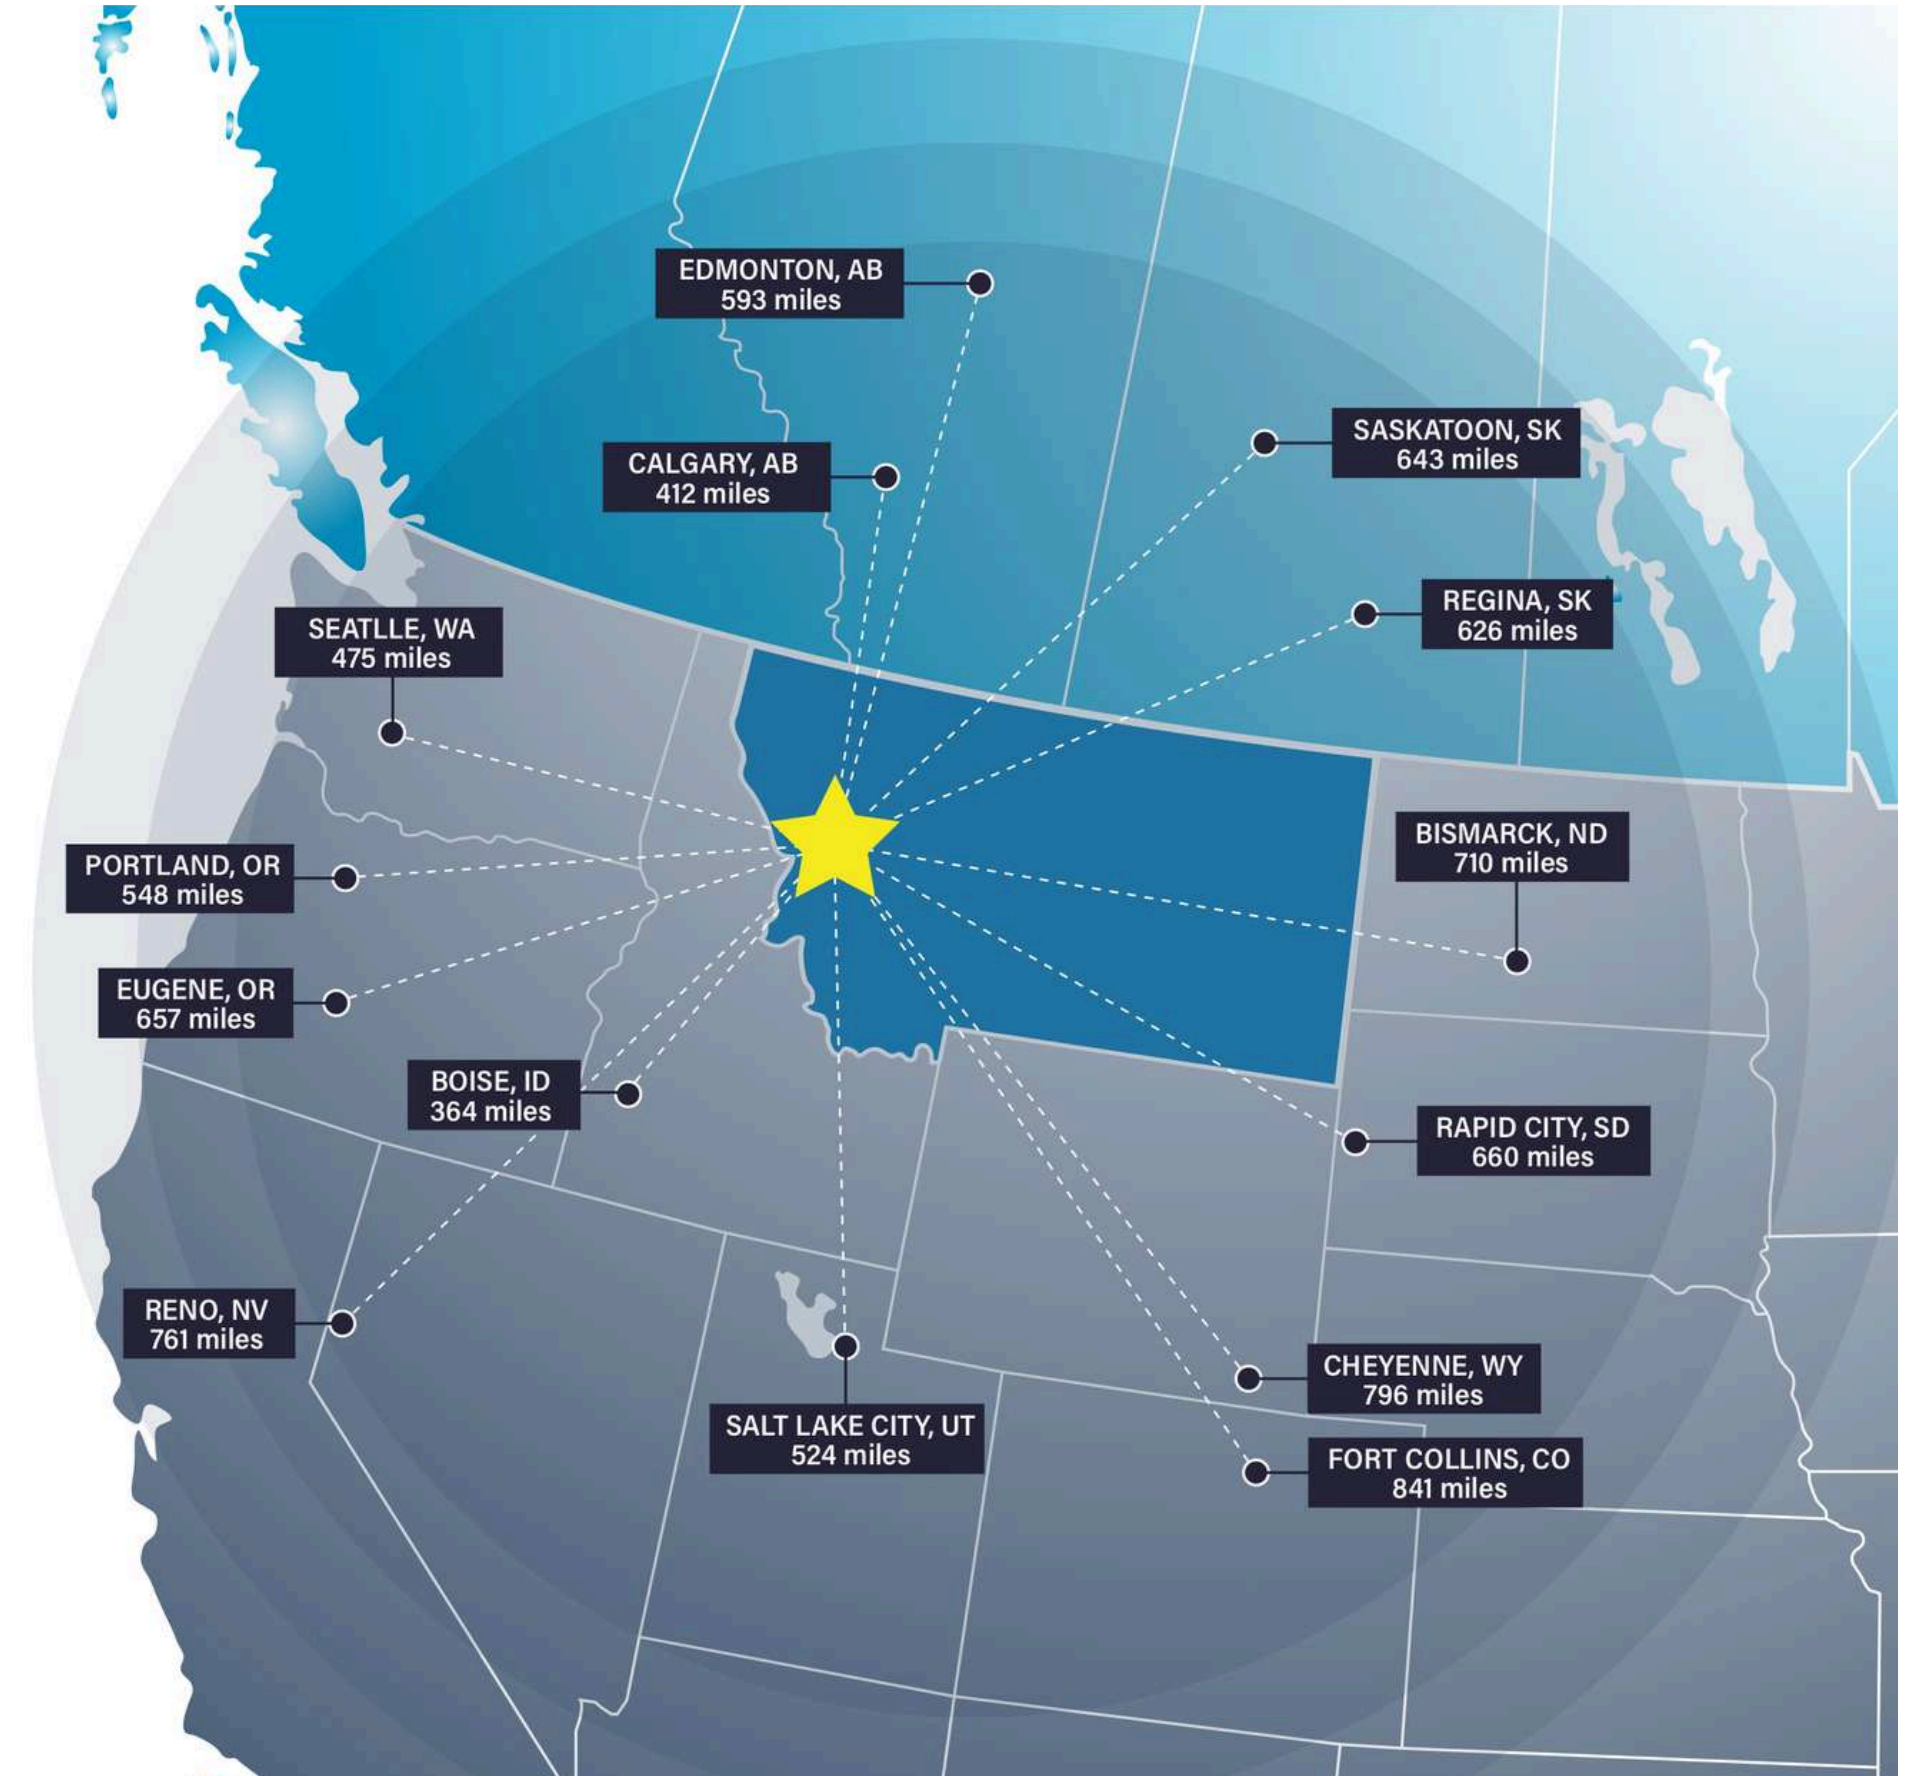 EDMONTON, AB
593 miles
SASKATOON, SK
643 miles
CALGARY, AB
412 miles
REGINA, SK
626 miles
SEATLLE, WA
475 miles
BISMARCK, ND
710 miles
PORTLAND, OR
548 miles
EUGENE, OR
657 miles
BOISE, ID
364 miles
RAPID CITY, SD
660 miles
RENO, NV
761 miles
CHEYENNE, WY
796 miles
SALT LAKE CITY, UT
524 miles
FORT COLLINS, CO
841 miles